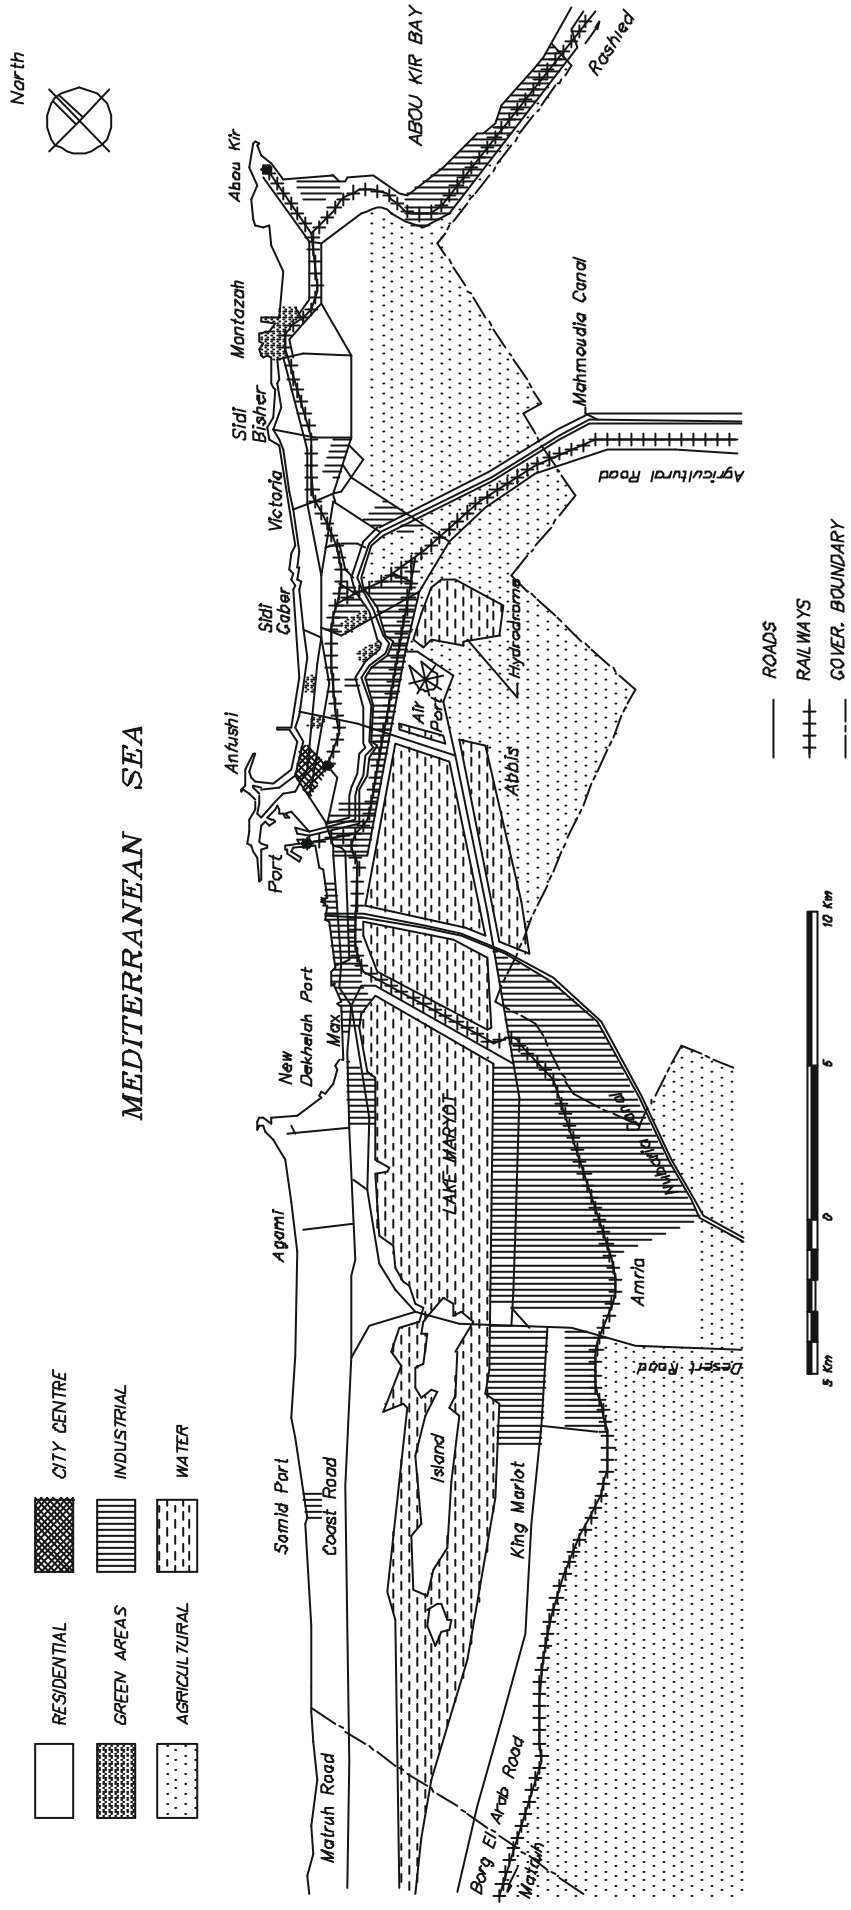 North
MEDITERRANEAN SEA
ABOU KIR BAY
Rashied
Abou Kir
Montazah
Sidi
Bisher
Victoria
Sidi
Gaber
Anfushi
Port
New
Dekhelah Port
Max
Agami
Somid Port
Coast Road
Matruh Road
Mahmoudia Canal
Agricultural Road
Hydrodrome
Air
Port
Abbis
LAKE MARYOT
Nubaria Canal
Amria
Desert Road
Island
King Mariot
Borg El Arab Road
Matruh
RESIDENTIAL
CITY CENTRE
GREEN AREAS
INDUSTRIAL
AGRICULTURAL
WATER
ROADS
RAILWAYS
GOVER. BOUNDARY
5 Km
0
5
10 Km